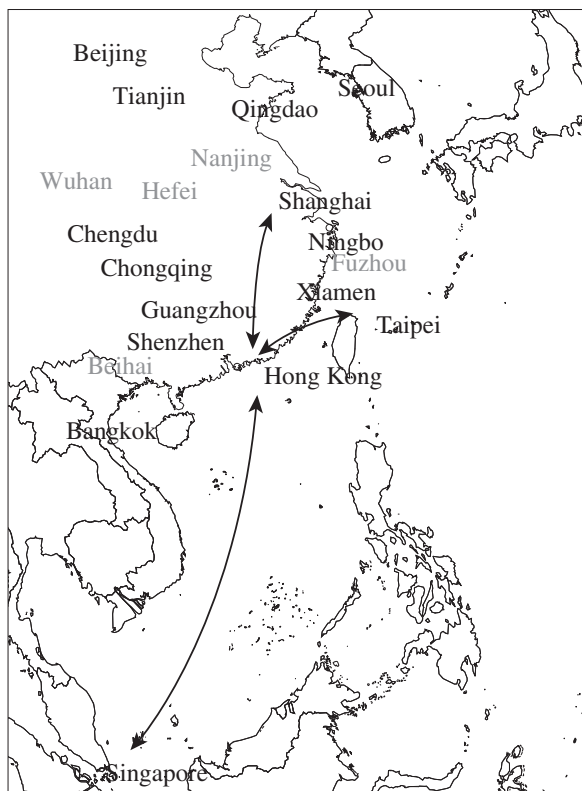 Beijing
Seoul
Tianjin
Qingdao
Nanjing
Wuhan
Hefei
Shanghai
Chengdu
Ningbo
Fuzhou
Chongqing
Xiamen
Guangzhou
Taipei
Shenzhen
Beihai
Hong Kong
Bangkok
Singapore